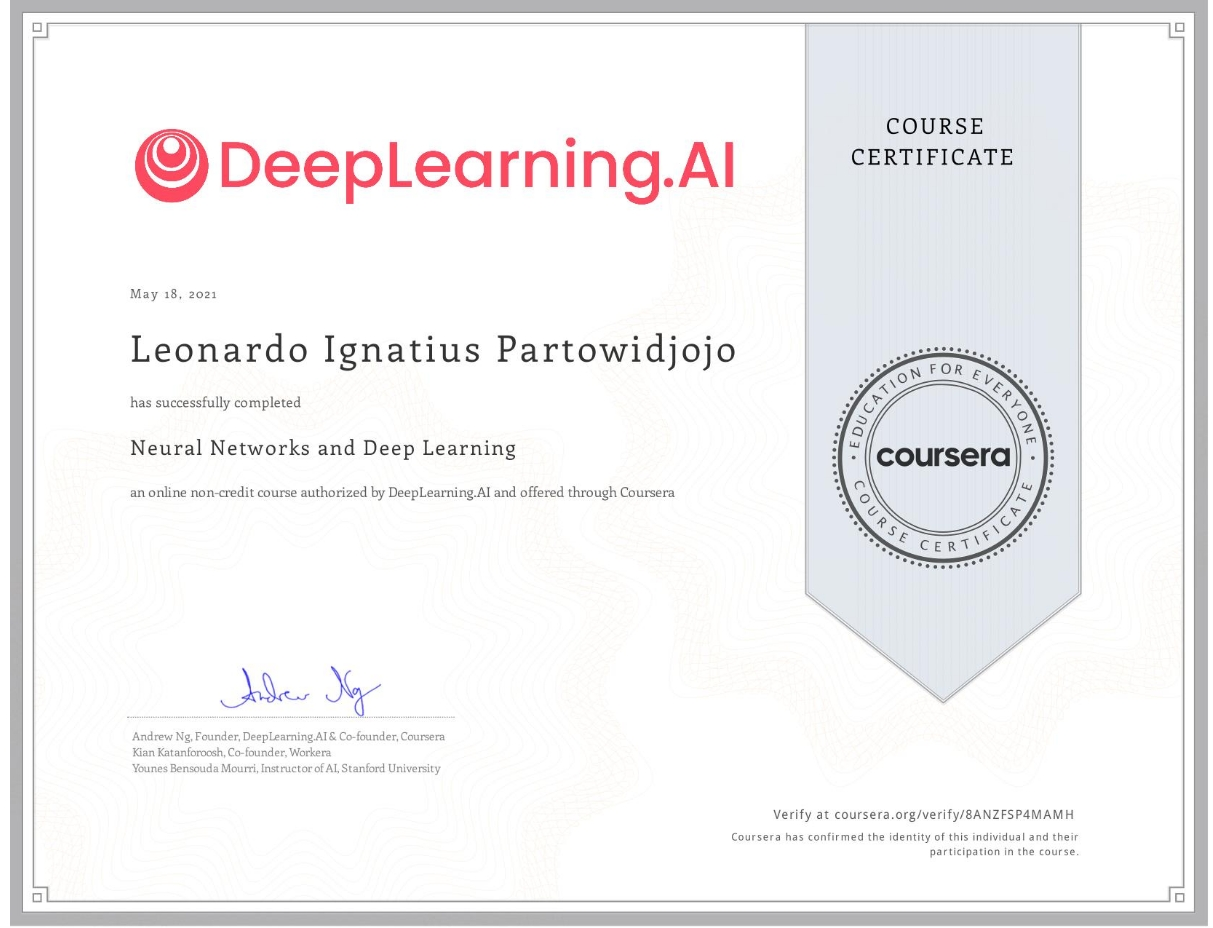 DeepLearning.AI
COURSE
CERTIFICATE
May 18, 2021
Leonardo Ignatius Partowidjojo
has successfully completed
Neural Networks and Deep Learning
an online non-credit course authorized by DeepLearning.AI and offered through Coursera
EDUCATION FOR EVERYONE
coursera
COURSE CERTIFICATE
Andrew Ng
Andrew Ng, Founder, DeepLearning.AI & Co-founder, Coursera
Kian Katanforoosh, Co-founder, Workera
Younes Bensouda Mourri, Instructor of AI, Stanford University
Verify at coursera.org/verify/8ANZFSP4MAMH
Coursera has confirmed the identity of this individual and their
participation in the course.